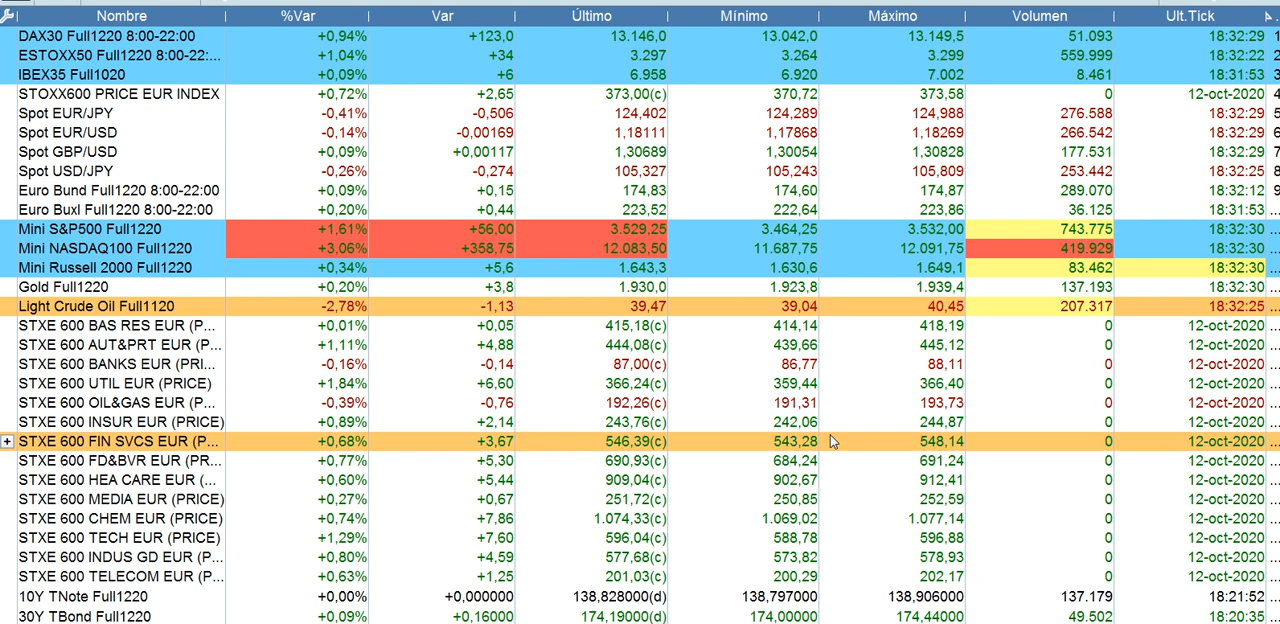 Nombre %Var Var Último Mínimo Máximo Volumen Ult.Tick
DAX30 Full1220 8:00-22:00 +0,94% +123,0 13.146,0 13.042,0 13.149,5 51.093 18:32:29 1
ESTOXX50 Full1220 8:00-22:... +1,04% +34 3.297 3.264 3.299 559.999 18:32:22 2
IBEX35 Full1020 +0,09% +6 6.958 6.920 7.002 8.461 18:31:53 3
STOXX600 PRICE EUR INDEX +0,72% +2,65 373,00(c) 370,72 373,58 0 12-oct-2020 4
Spot EUR/JPY -0,41% -0,506 124,402 124,289 124,988 276.588 18:32:29 5
Spot EUR/USD -0,14% -0,00169 1,18111 1,17868 1,18269 266.542 18:32:29 6
Spot GBP/USD +0,09% +0,00117 1,30689 1,30054 1,30828 177.531 18:32:29 7
Spot USD/JPY -0,26% -0,274 105,327 105,243 105,809 253.442 18:32:25 8
Euro Bund Full1220 8:00-22:00 +0,09% +0,15 174,83 174,60 174,87 289.070 18:32:12 9
Euro Buxl Full1220 8:00-22:00 +0,20% +0,44 223,52 222,64 223,86 36.125 18:31:53 ...
Mini S&P500 Full1220 +1,61% +56,00 3.529,25 3.464,25 3.532,00 743.775 18:32:30 ...
Mini NASDAQ100 Full1220 +3,06% +358,75 12.083,50 11.687,75 12.091,75 419.929 18:32:30 ...
Mini Russell 2000 Full1220 +0,34% +5,6 1.643,3 1.630,6 1.649,1 83.462 18:32:30 ...
Gold Full1220 +0,20% +3,8 1.930,0 1.923,8 1.939,4 137.193 18:32:30 ...
Light Crude Oil Full1120 -2,78% -1,13 39,47 39,04 40,45 207.317 18:32:25 ...
STXE 600 BAS RES EUR (P... +0,01% +0,05 415,18(c) 414,14 418,19 0 12-oct-2020 ...
STXE 600 AUT&PRT EUR (P... +1,11% +4,88 444,08(c) 439,66 445,12 0 12-oct-2020 ...
STXE 600 BANKS EUR (PRI... -0,16% -0,14 87,00(c) 86,77 88,11 0 12-oct-2020 ...
STXE 600 UTIL EUR (PRICE) +1,84% +6,60 366,24(c) 359,44 366,40 0 12-oct-2020 ...
STXE 600 OIL&GAS EUR (P... -0,39% -0,76 192,26(c) 191,31 193,73 0 12-oct-2020 ...
STXE 600 INSUR EUR (PRICE) +0,89% +2,14 243,76(c) 242,06 244,87 0 12-oct-2020 ...
STXE 600 FIN SVCS EUR (P... +0,68% +3,67 546,39(c) 543,28 548,14 0 12-oct-2020 ...
STXE 600 FD&BVR EUR (PR... +0,77% +5,30 690,93(c) 684,24 691,24 0 12-oct-2020 ...
STXE 600 HEA CARE EUR (... +0,60% +5,44 909,04(c) 902,67 912,41 0 12-oct-2020 ...
STXE 600 MEDIA EUR (PRICE) +0,27% +0,67 251,72(c) 250,85 252,59 0 12-oct-2020 ...
STXE 600 CHEM EUR (PRICE) +0,74% +7,86 1.074,33(c) 1.069,02 1.077,14 0 12-oct-2020 ...
STXE 600 TECH EUR (PRICE) +1,29% +7,60 596,04(c) 588,78 596,88 0 12-oct-2020 ...
STXE 600 INDUS GD EUR (P... +0,80% +4,59 577,68(c) 573,82 578,93 0 12-oct-2020 ...
STXE 600 TELECOM EUR (P... +0,63% +1,25 201,03(c) 200,29 202,17 0 12-oct-2020 ...
10Y TNote Full1220 +0,00% +0,000000 138,828000(d) 138,797000 138,906000 137.179 18:21:52 ...
30Y TBond Full1220 +0,09% +0,16000 174,19000(d) 174,00000 174,44000 49.502 18:20:35 ...